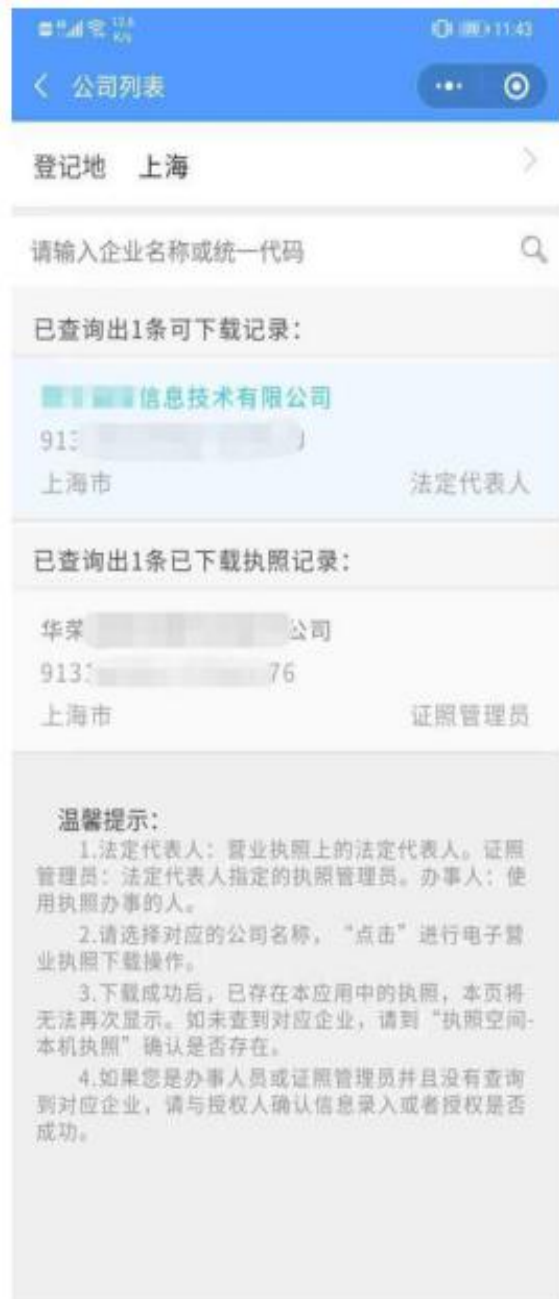 12.6
K/s
11:43
公司列表
登记地 上海
请输入企业名称或统一代码
已查询出1条可下载记录：
信息技术有限公司
913
上海市 法定代表人
已查询出1条已下载执照记录：
华荣 公司
9133 76
上海市 证照管理员
温馨提示：
1.法定代表人：营业执照上的法定代表人。证照
管理员：法定代表人指定的执照管理员。办事人：使
用执照办事的人。
2.请选择对应的公司名称，“点击”进行电子营
业执照下载操作。
3.下载成功后，已存在本应用中的执照，本页将
无法再次显示。如未查到对应企业，请到“执照空间-
本机执照”确认是否存在。
4.如果您是办事人员或证照管理员并且没有查询
到对应企业，请与授权人确认信息录入或者授权是否
成功。